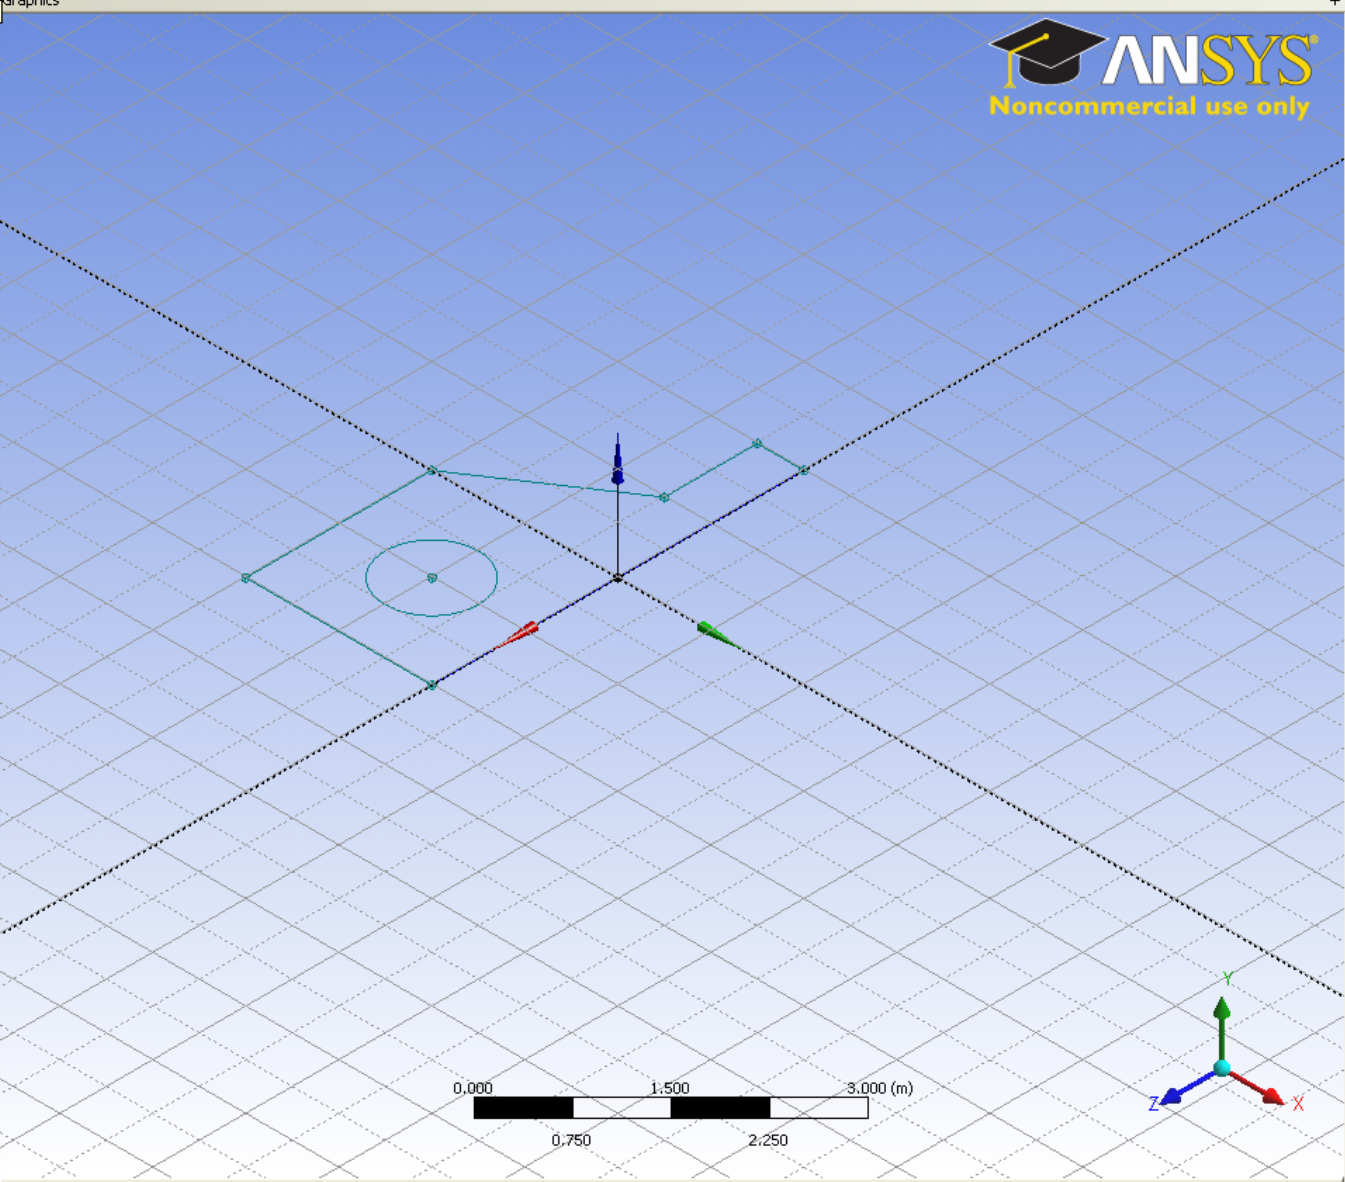 Graphics
ANSYS®
Noncommercial use only
0.000 1.500 3.000 (m)
0.750 2.250
Y
Z X